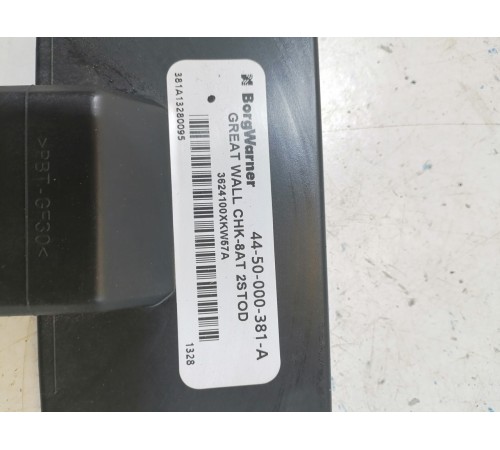 BorgWarner
44-50-000-381-A
GREAT WALL CHK-8AT 2STOD
3624100XKW67A
381A13280095
1328
>PBT-GF30<